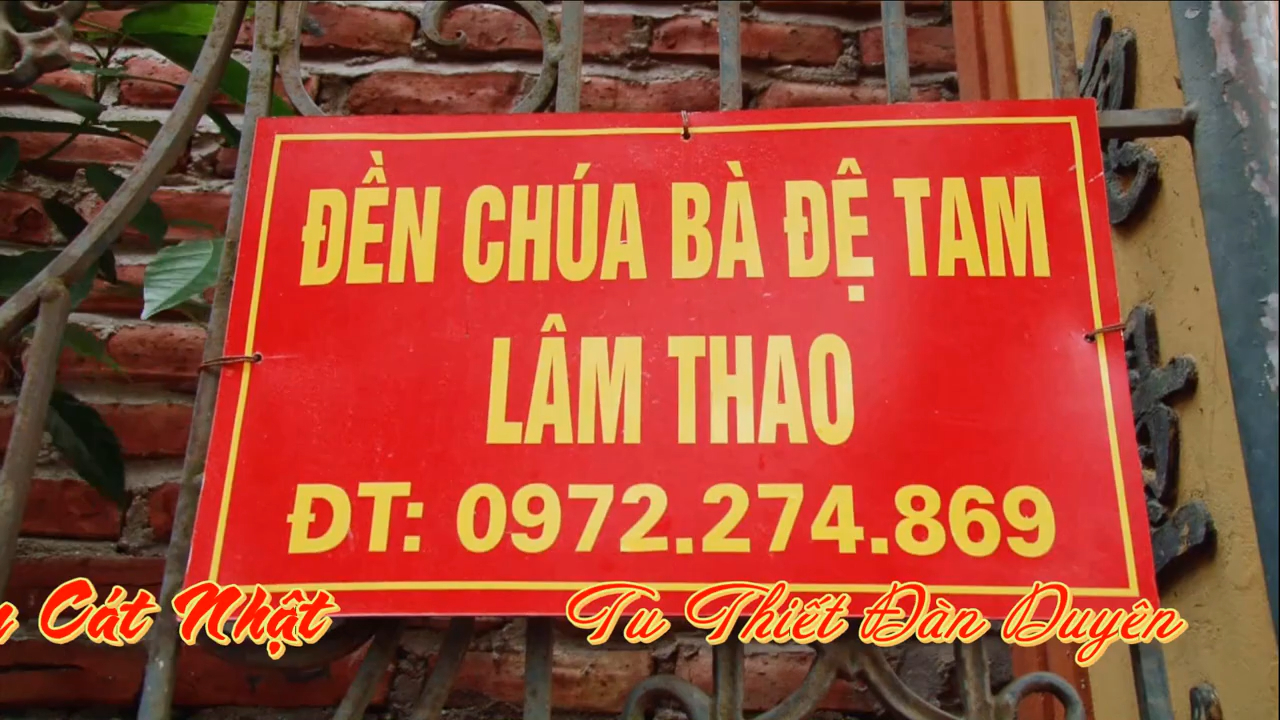 ĐỀN CHÚA BÀ ĐỆ TAM
LÂM THAO
ĐT: 0972.274.869
Cát Nhật Tu Thiết Đàn Duyên